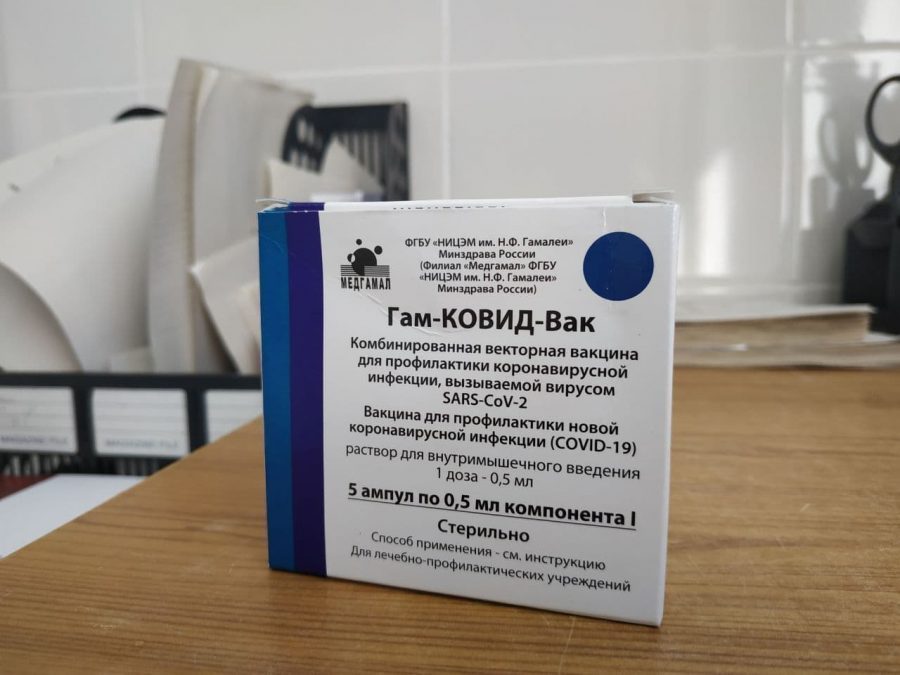 ФГБУ «НИЦЭМ им. Н.Ф. Гамалеи»
Минздрава России
(Филиал «Медгамал» ФГБУ
«НИЦЭМ им. Н.Ф. Гамалеи»
Минздрава России)
МЕДГАМАЛ
Гам-КОВИД-Вак
Комбинированная векторная вакцина
для профилактики коронавирусной
инфекции, вызываемой вирусом
SARS-CoV-2
Вакцина для профилактики новой
коронавирусной инфекции (COVID-19)
раствор для внутримышечного введения
1 доза - 0,5 мл
5 ампул по 0,5 мл компонента I
Стерильно
Способ применения - см. инструкцию
Для лечебно-профилактических учреждений